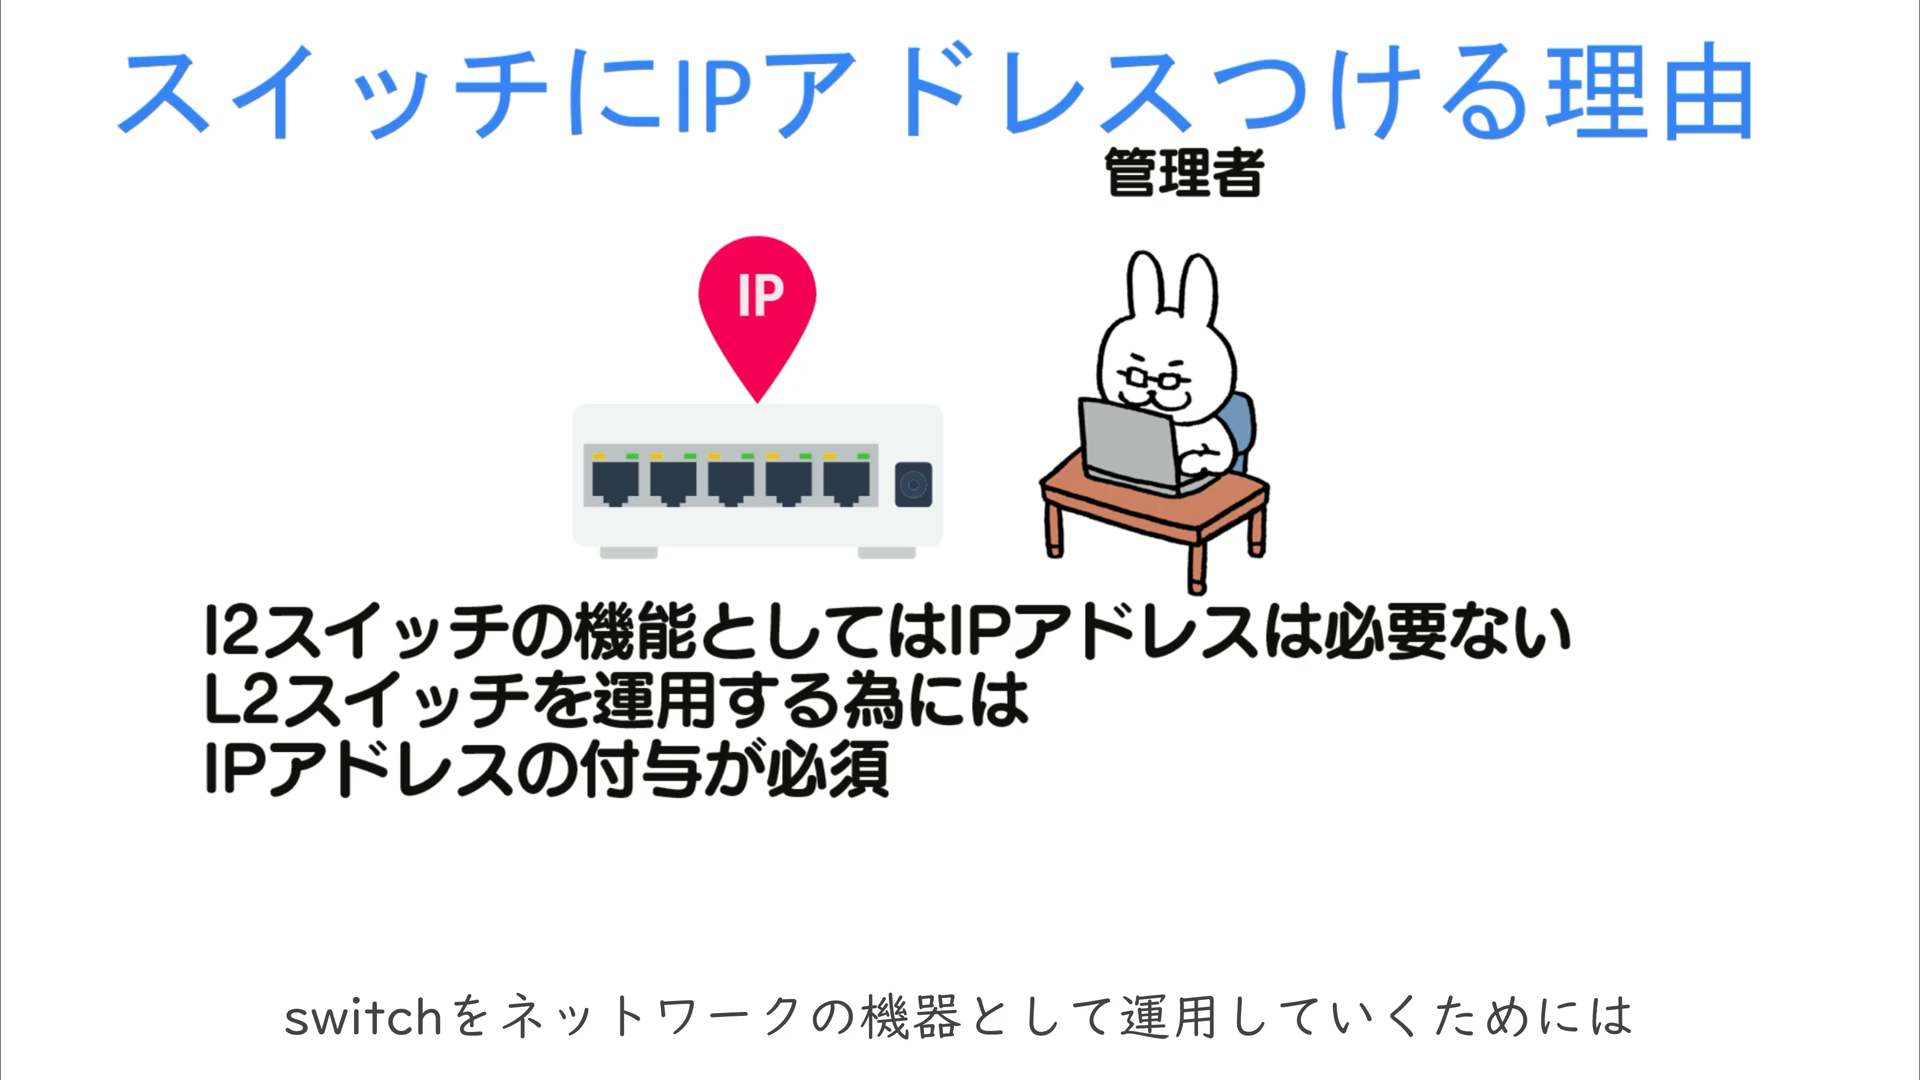 スイッチにIPアドレスつける理由
管理者
IP
l2スイッチの機能としてはIPアドレスは必要ない
L2スイッチを運用する為には
IPアドレスの付与が必須
switchをネットワークの機器として運用していくためには